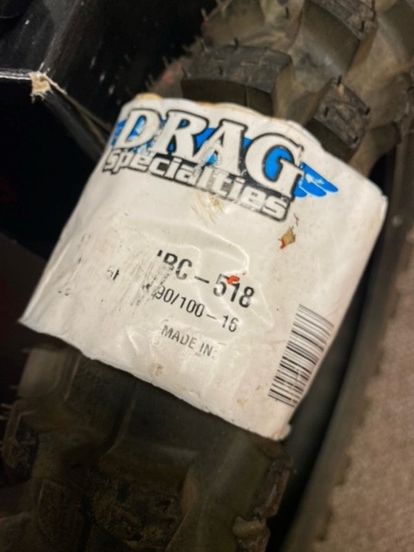 DRAG
Specialties
IRC-518
90/100-16
MADE IN